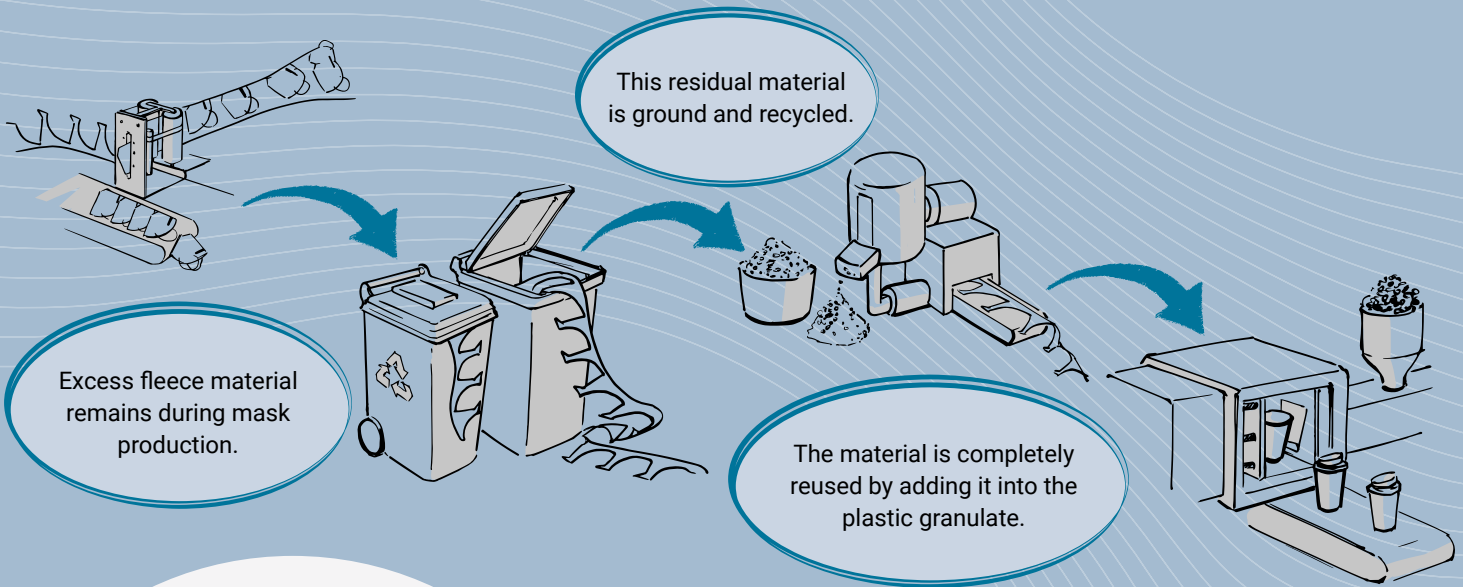 This residual material
is ground and recycled.
Excess fleece material
remains during mask
production.
The material is completely
reused by adding it into the
plastic granulate.